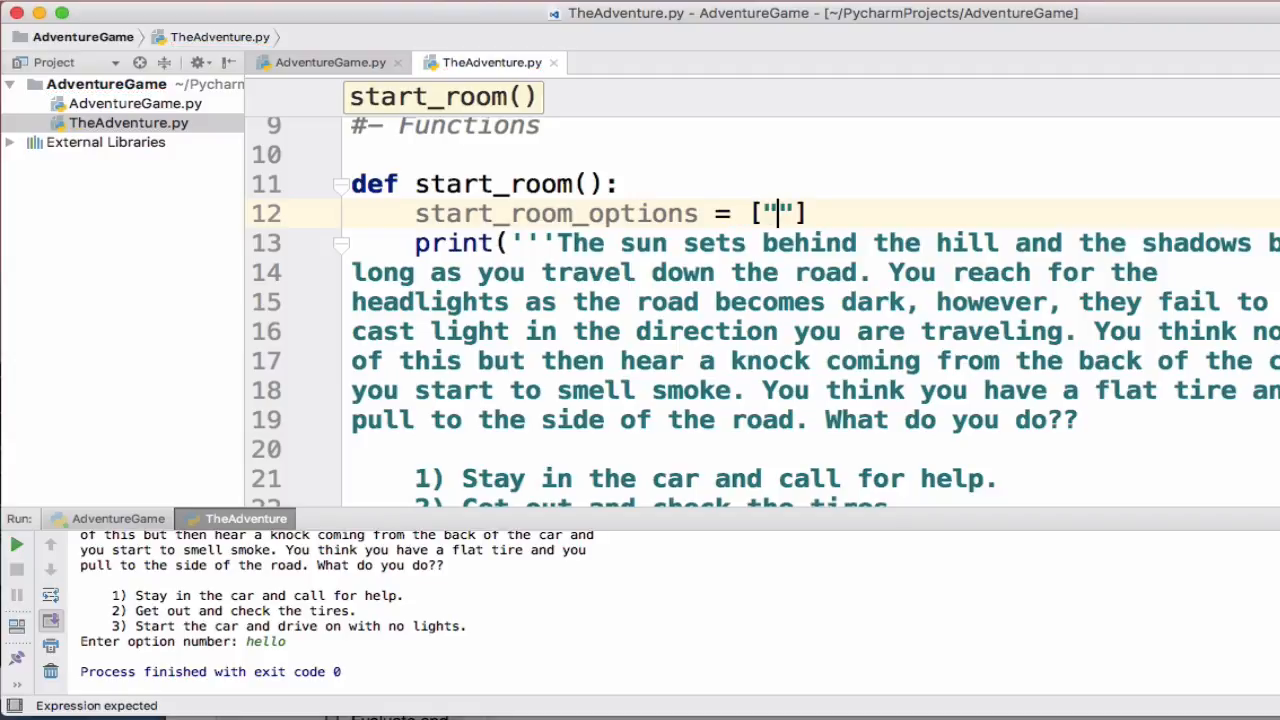 TheAdventure.py - AdventureGame - [~/PycharmProjects/AdventureGame]
AdventureGame TheAdventure.py
Project AdventureGame.py TheAdventure.py
AdventureGame ~/Pycharm
AdventureGame.py
TheAdventure.py
External Libraries
start_room()
9 #- Functions
10
11 def start_room():
12 start_room_options = [""]
13 print('''The sun sets behind the hill and the shadows b
14 long as you travel down the road. You reach for the
15 headlights as the road becomes dark, however, they fail to
16 cast light in the direction you are traveling. You think no
17 of this but then hear a knock coming from the back of the c
18 you start to smell smoke. You think you have a flat tire an
19 pull to the side of the road. What do you do??
20
21 1) Stay in the car and call for help.
22 2) Get out and check the tires.
Run: AdventureGame TheAdventure
of this but then hear a knock coming from the back of the car and
you start to smell smoke. You think you have a flat tire and you
pull to the side of the road. What do you do??
1) Stay in the car and call for help.
2) Get out and check the tires.
3) Start the car and drive on with no lights.
Enter option number: hello
Process finished with exit code 0
Expression expected